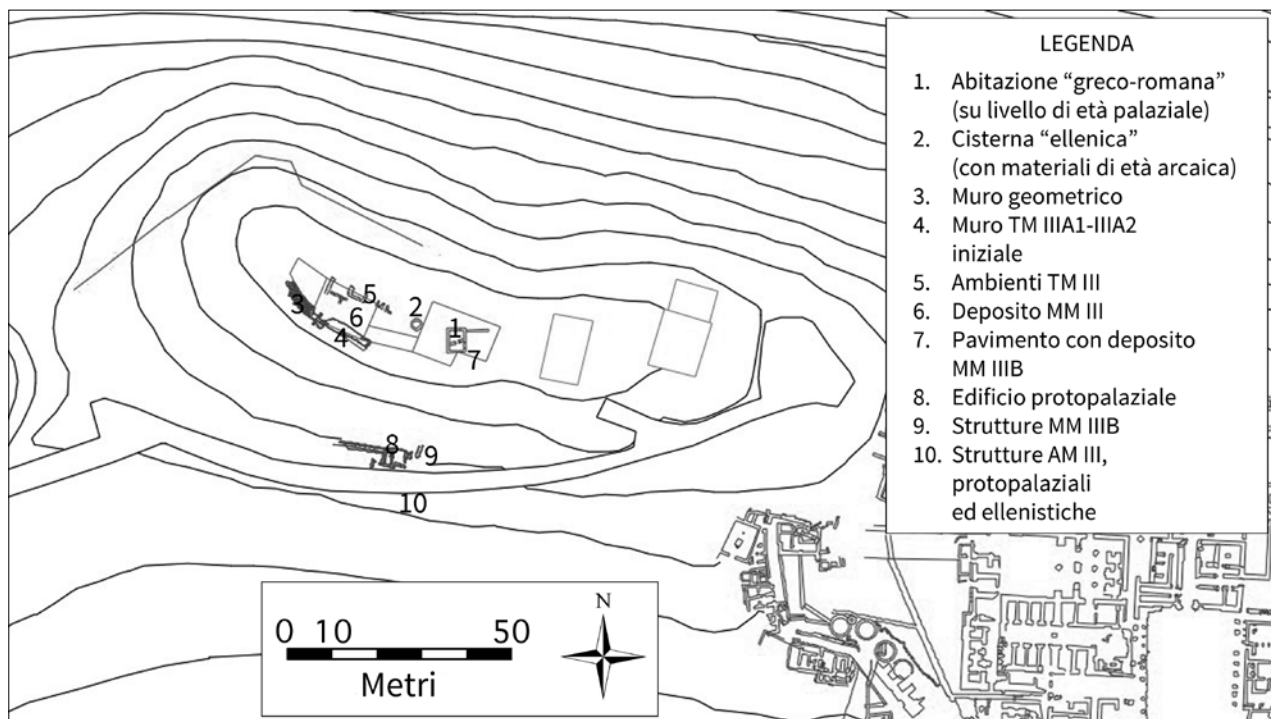 LEGENDA
1. Abitazione “greco-romana”
(su livello di età palaziale)
2. Cisterna “ellenica”
(con materiali di età arcaica)
3. Muro geometrico
4. Muro TM IIIA1-IIIA2
iniziale
5. Ambienti TM III
6. Deposito MM III
7. Pavimento con deposito
MM IIIB
8. Edificio protopalaziale
9. Strutture MM IIIB
10. Strutture AM III,
protopalaziali
ed ellenistiche
5
3
2
6
1
4
7
8
9
10
N
0 10 50
Metri